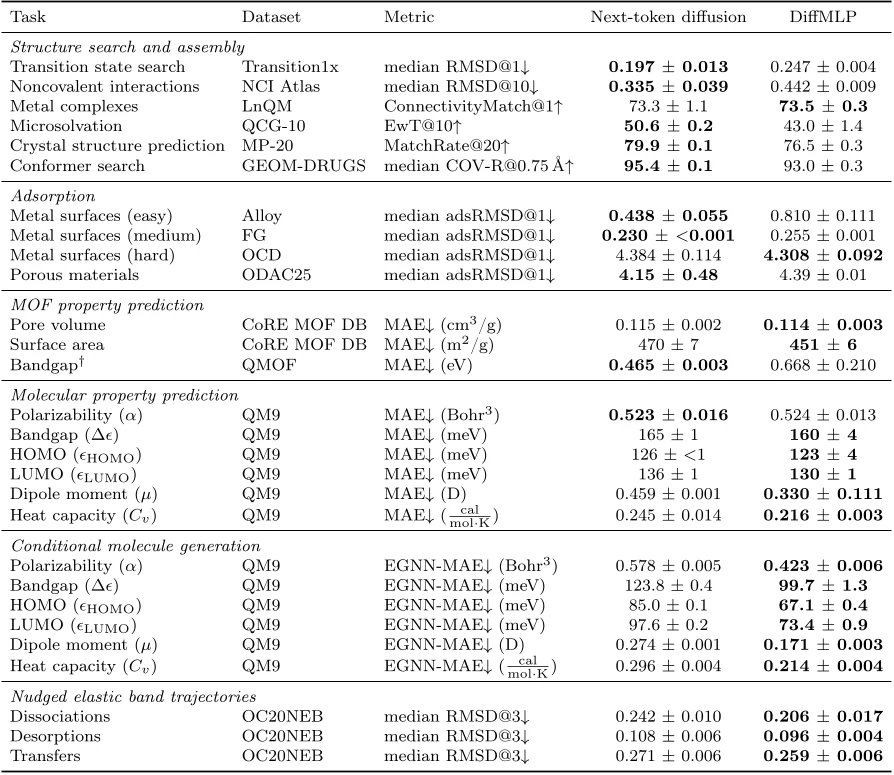 Task Dataset Metric Next-token diffusion DiffMLP
Structure search and assembly
Transition state search Transition1x median RMSD@1↓ 0.197 ± 0.013 0.247 ± 0.004
Noncovalent interactions NCI Atlas median RMSD@10↓ 0.335 ± 0.039 0.442 ± 0.009
Metal complexes LnQM ConnectivityMatch@1↑ 73.3 ± 1.1 73.5 ± 0.3
Microsolvation QCG-10 EwT@10↑ 50.6 ± 0.2 43.0 ± 1.4
Crystal structure prediction MP-20 MatchRate@20↑ 79.9 ± 0.1 76.5 ± 0.3
Conformer search GEOM-DRUGS median COV-R@0.75 Å↑ 95.4 ± 0.1 93.0 ± 0.3
Adsorption
Metal surfaces (easy) Alloy median adsRMSD@1↓ 0.438 ± 0.055 0.810 ± 0.111
Metal surfaces (medium) FG median adsRMSD@1↓ 0.230 ± <0.001 0.255 ± 0.001
Metal surfaces (hard) OCD median adsRMSD@1↓ 4.384 ± 0.114 4.308 ± 0.092
Porous materials ODAC25 median adsRMSD@1↓ 4.15 ± 0.48 4.39 ± 0.01
MOF property prediction
Pore volume CoRE MOF DB MAE↓ (cm³/g) 0.115 ± 0.002 0.114 ± 0.003
Surface area CoRE MOF DB MAE↓ (m²/g) 470 ± 7 451 ± 6
Bandgap† QMOF MAE↓ (eV) 0.465 ± 0.003 0.668 ± 0.210
Molecular property prediction
Polarizability (α) QM9 MAE↓ (Bohr³) 0.523 ± 0.016 0.524 ± 0.013
Bandgap (Δϵ) QM9 MAE↓ (meV) 165 ± 1 160 ± 4
HOMO (ϵHOMO) QM9 MAE↓ (meV) 126 ± <1 123 ± 4
LUMO (ϵLUMO) QM9 MAE↓ (meV) 136 ± 1 130 ± 1
Dipole moment (μ) QM9 MAE↓ (D) 0.459 ± 0.001 0.330 ± 0.111
Heat capacity (Cv) QM9 MAE↓ (cal/mol·K) 0.245 ± 0.014 0.216 ± 0.003
Conditional molecule generation
Polarizability (α) QM9 EGNN-MAE↓ (Bohr³) 0.578 ± 0.005 0.423 ± 0.006
Bandgap (Δϵ) QM9 EGNN-MAE↓ (meV) 123.8 ± 0.4 99.7 ± 1.3
HOMO (ϵHOMO) QM9 EGNN-MAE↓ (meV) 85.0 ± 0.1 67.1 ± 0.4
LUMO (ϵLUMO) QM9 EGNN-MAE↓ (meV) 97.6 ± 0.2 73.4 ± 0.9
Dipole moment (μ) QM9 EGNN-MAE↓ (D) 0.274 ± 0.001 0.171 ± 0.003
Heat capacity (Cv) QM9 EGNN-MAE↓ (cal/mol·K) 0.296 ± 0.004 0.214 ± 0.004
Nudged elastic band trajectories
Dissociations OC20NEB median RMSD@3↓ 0.242 ± 0.010 0.206 ± 0.017
Desorptions OC20NEB median RMSD@3↓ 0.108 ± 0.006 0.096 ± 0.004
Transfers OC20NEB median RMSD@3↓ 0.271 ± 0.006 0.259 ± 0.006